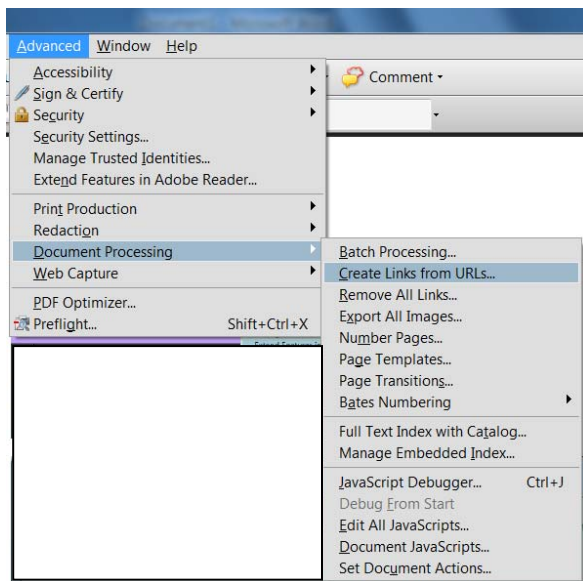 Advanced Window Help
Comment
Accessibility
Sign & Certify
Security
Security Settings...
Manage Trusted Identities...
Extend Features in Adobe Reader...
Print Production
Redaction
Document Processing
Web Capture
PDF Optimizer...
Preflight... Shift+Ctrl+X
Batch Processing...
Create Links from URLs...
Remove All Links...
Export All Images...
Number Pages...
Page Templates...
Page Transitions...
Bates Numbering
Full Text Index with Catalog...
Manage Embedded Index...
JavaScript Debugger... Ctrl+J
Debug From Start
Edit All JavaScripts...
Document JavaScripts...
Set Document Actions...